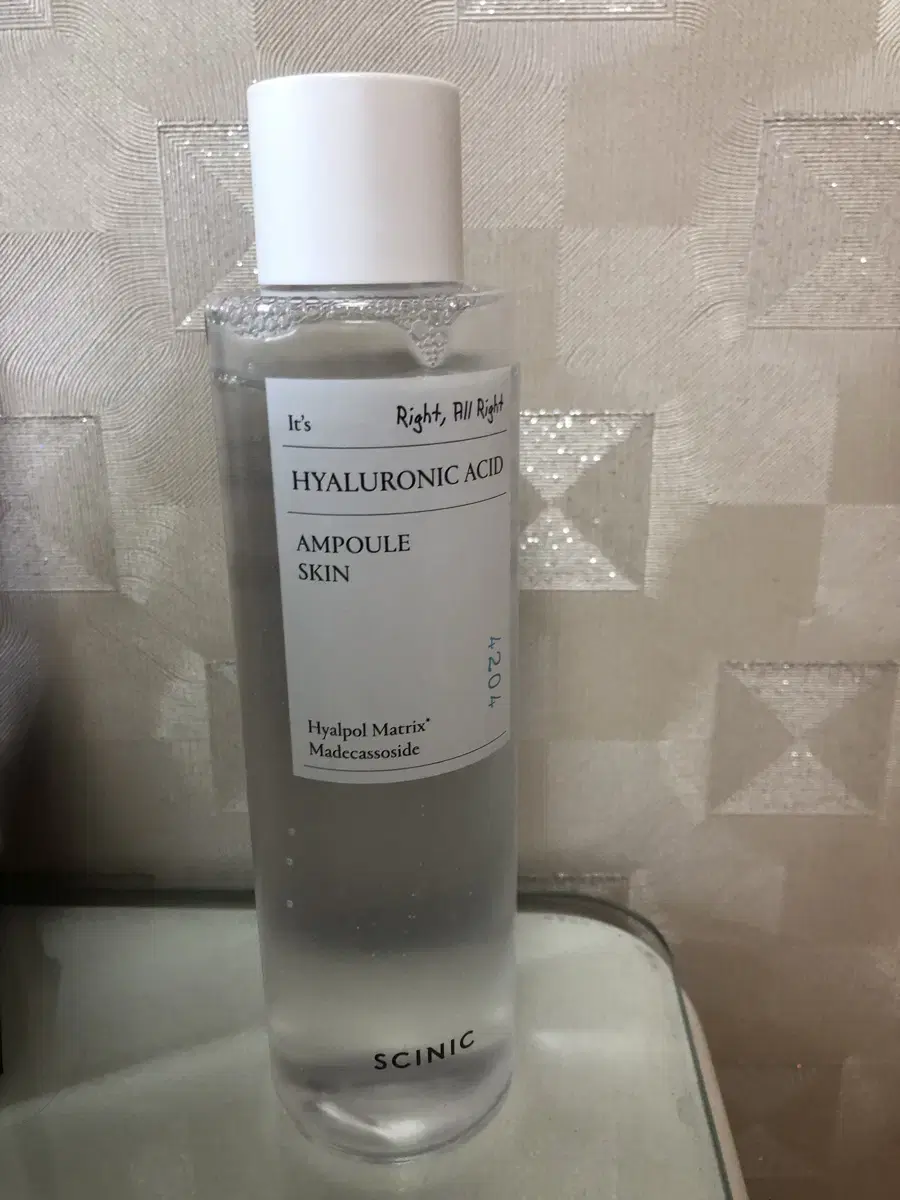 It's Right, All Right
HYALURONIC ACID
AMPOULE
SKIN
4204
Hyalpol Matrix*
Madecassoside
SCINIC